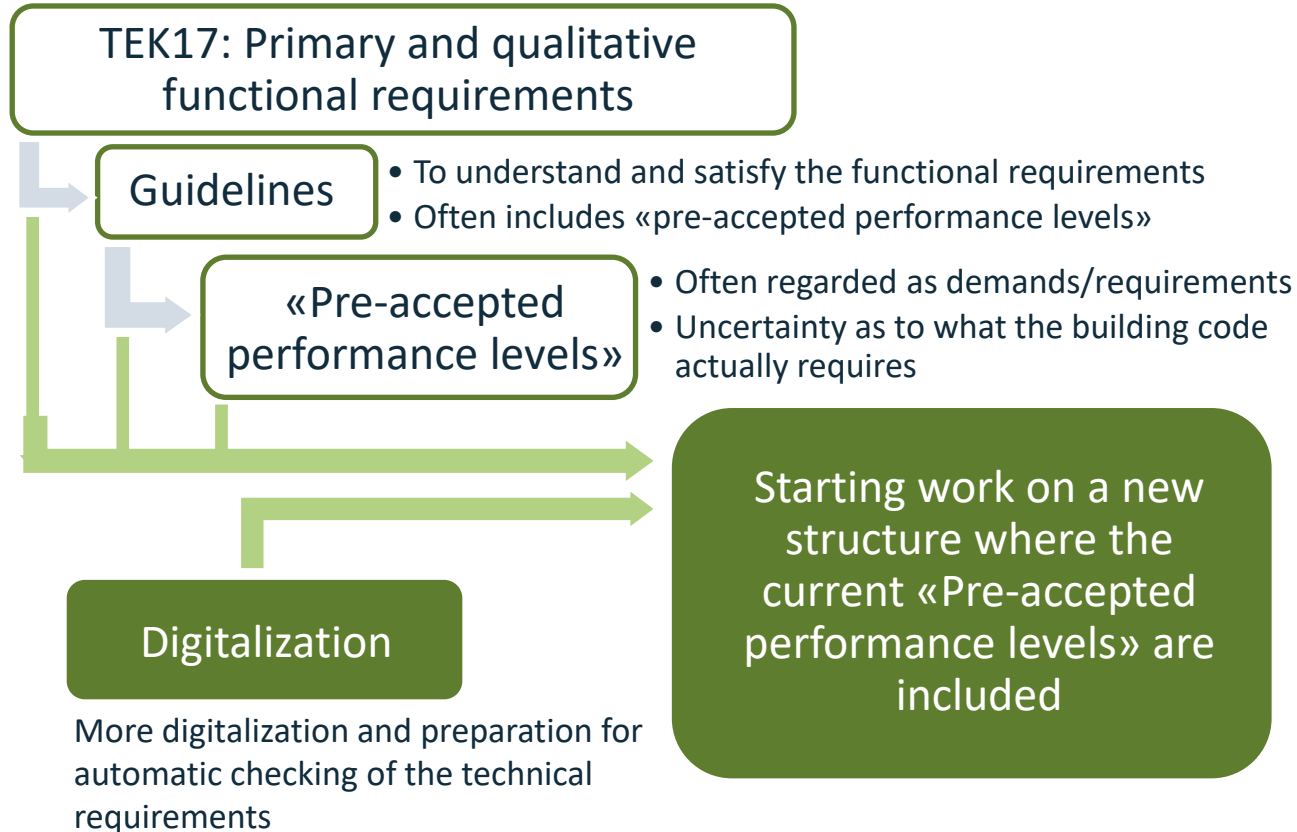 TEK17: Primary and qualitative
functional requirements
Guidelines
• To understand and satisfy the functional requirements
• Often includes «pre-accepted performance levels»
«Pre-accepted
performance levels»
• Often regarded as demands/requirements
• Uncertainty as to what the building code
actually requires
Starting work on a new
structure where the
current «Pre-accepted
performance levels» are
included
Digitalization
More digitalization and preparation for
automatic checking of the technical
requirements